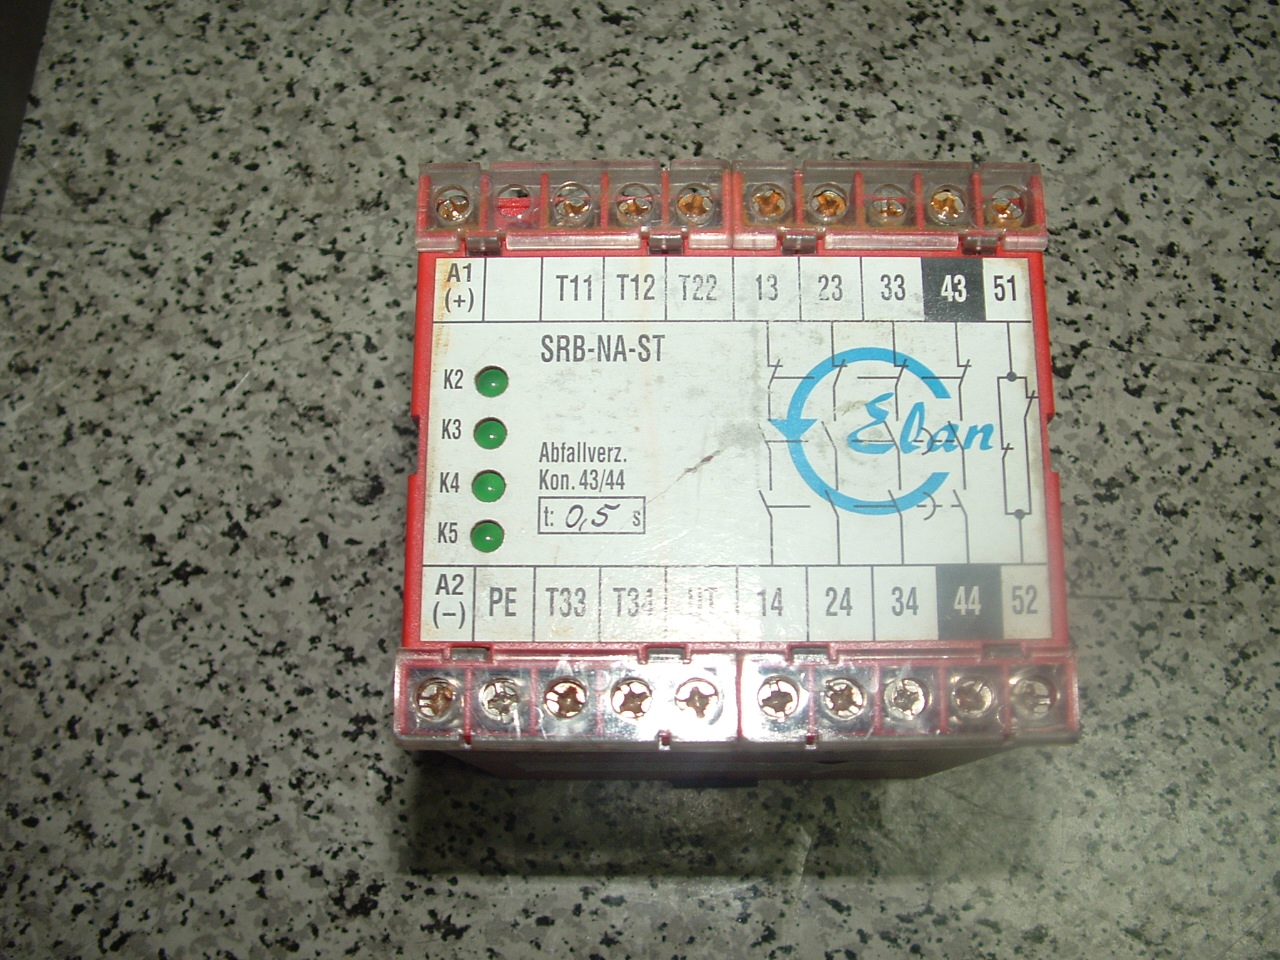 A1 (+) T11 T12 T22 13 23 33 43 51
SRB-NA-ST
K2
K3
K4
K5
Abfallverz.
Kon. 43/44
t: 0,5 s
Elan
A2 (−) PE T33 T34 14 24 34 44 52